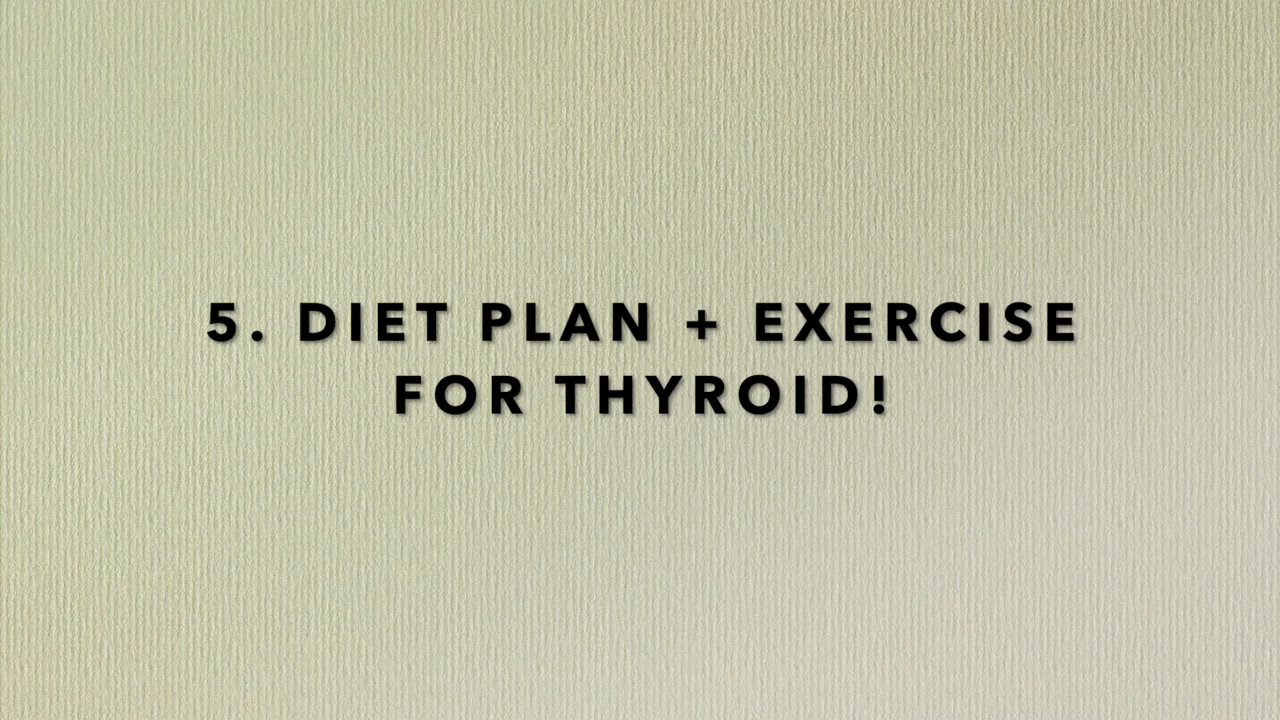 5. DIET PLAN + EXERCISE
FOR THYROID!